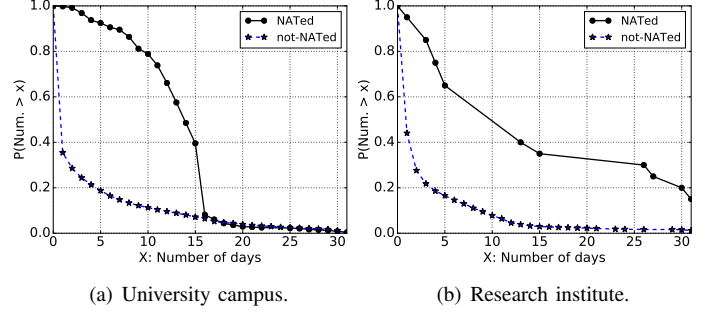 1.0
0.8
0.6
0.4
0.2
0.0
0 5 10 15 20 25 30
P(Num. > x)
X: Number of days
NATed
not-NATed
(a) University campus.
1.0
0.8
0.6
0.4
0.2
0.0
0 5 10 15 20 25 30
P(Num. > x)
X: Number of days
NATed
not-NATed
(b) Research institute.